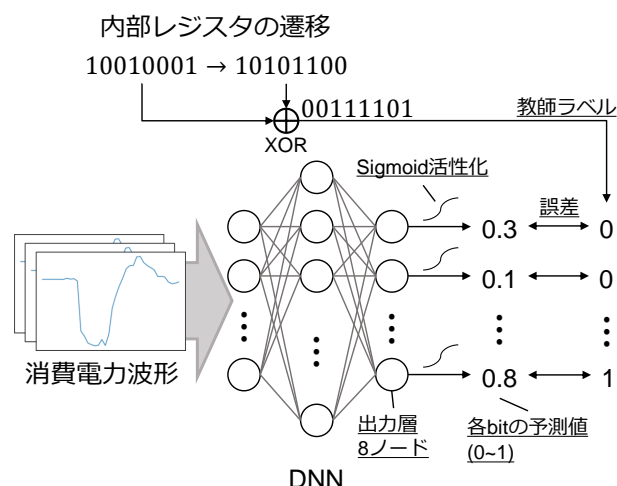 内部レジスタの遷移
10010001 → 10101100
00111101
XOR
教師ラベル
Sigmoid活性化
誤差
0.3
0
0.1
0
0.8
1
消費電力波形
出力層
8ノード
各bitの予測値
(0~1)
DNN